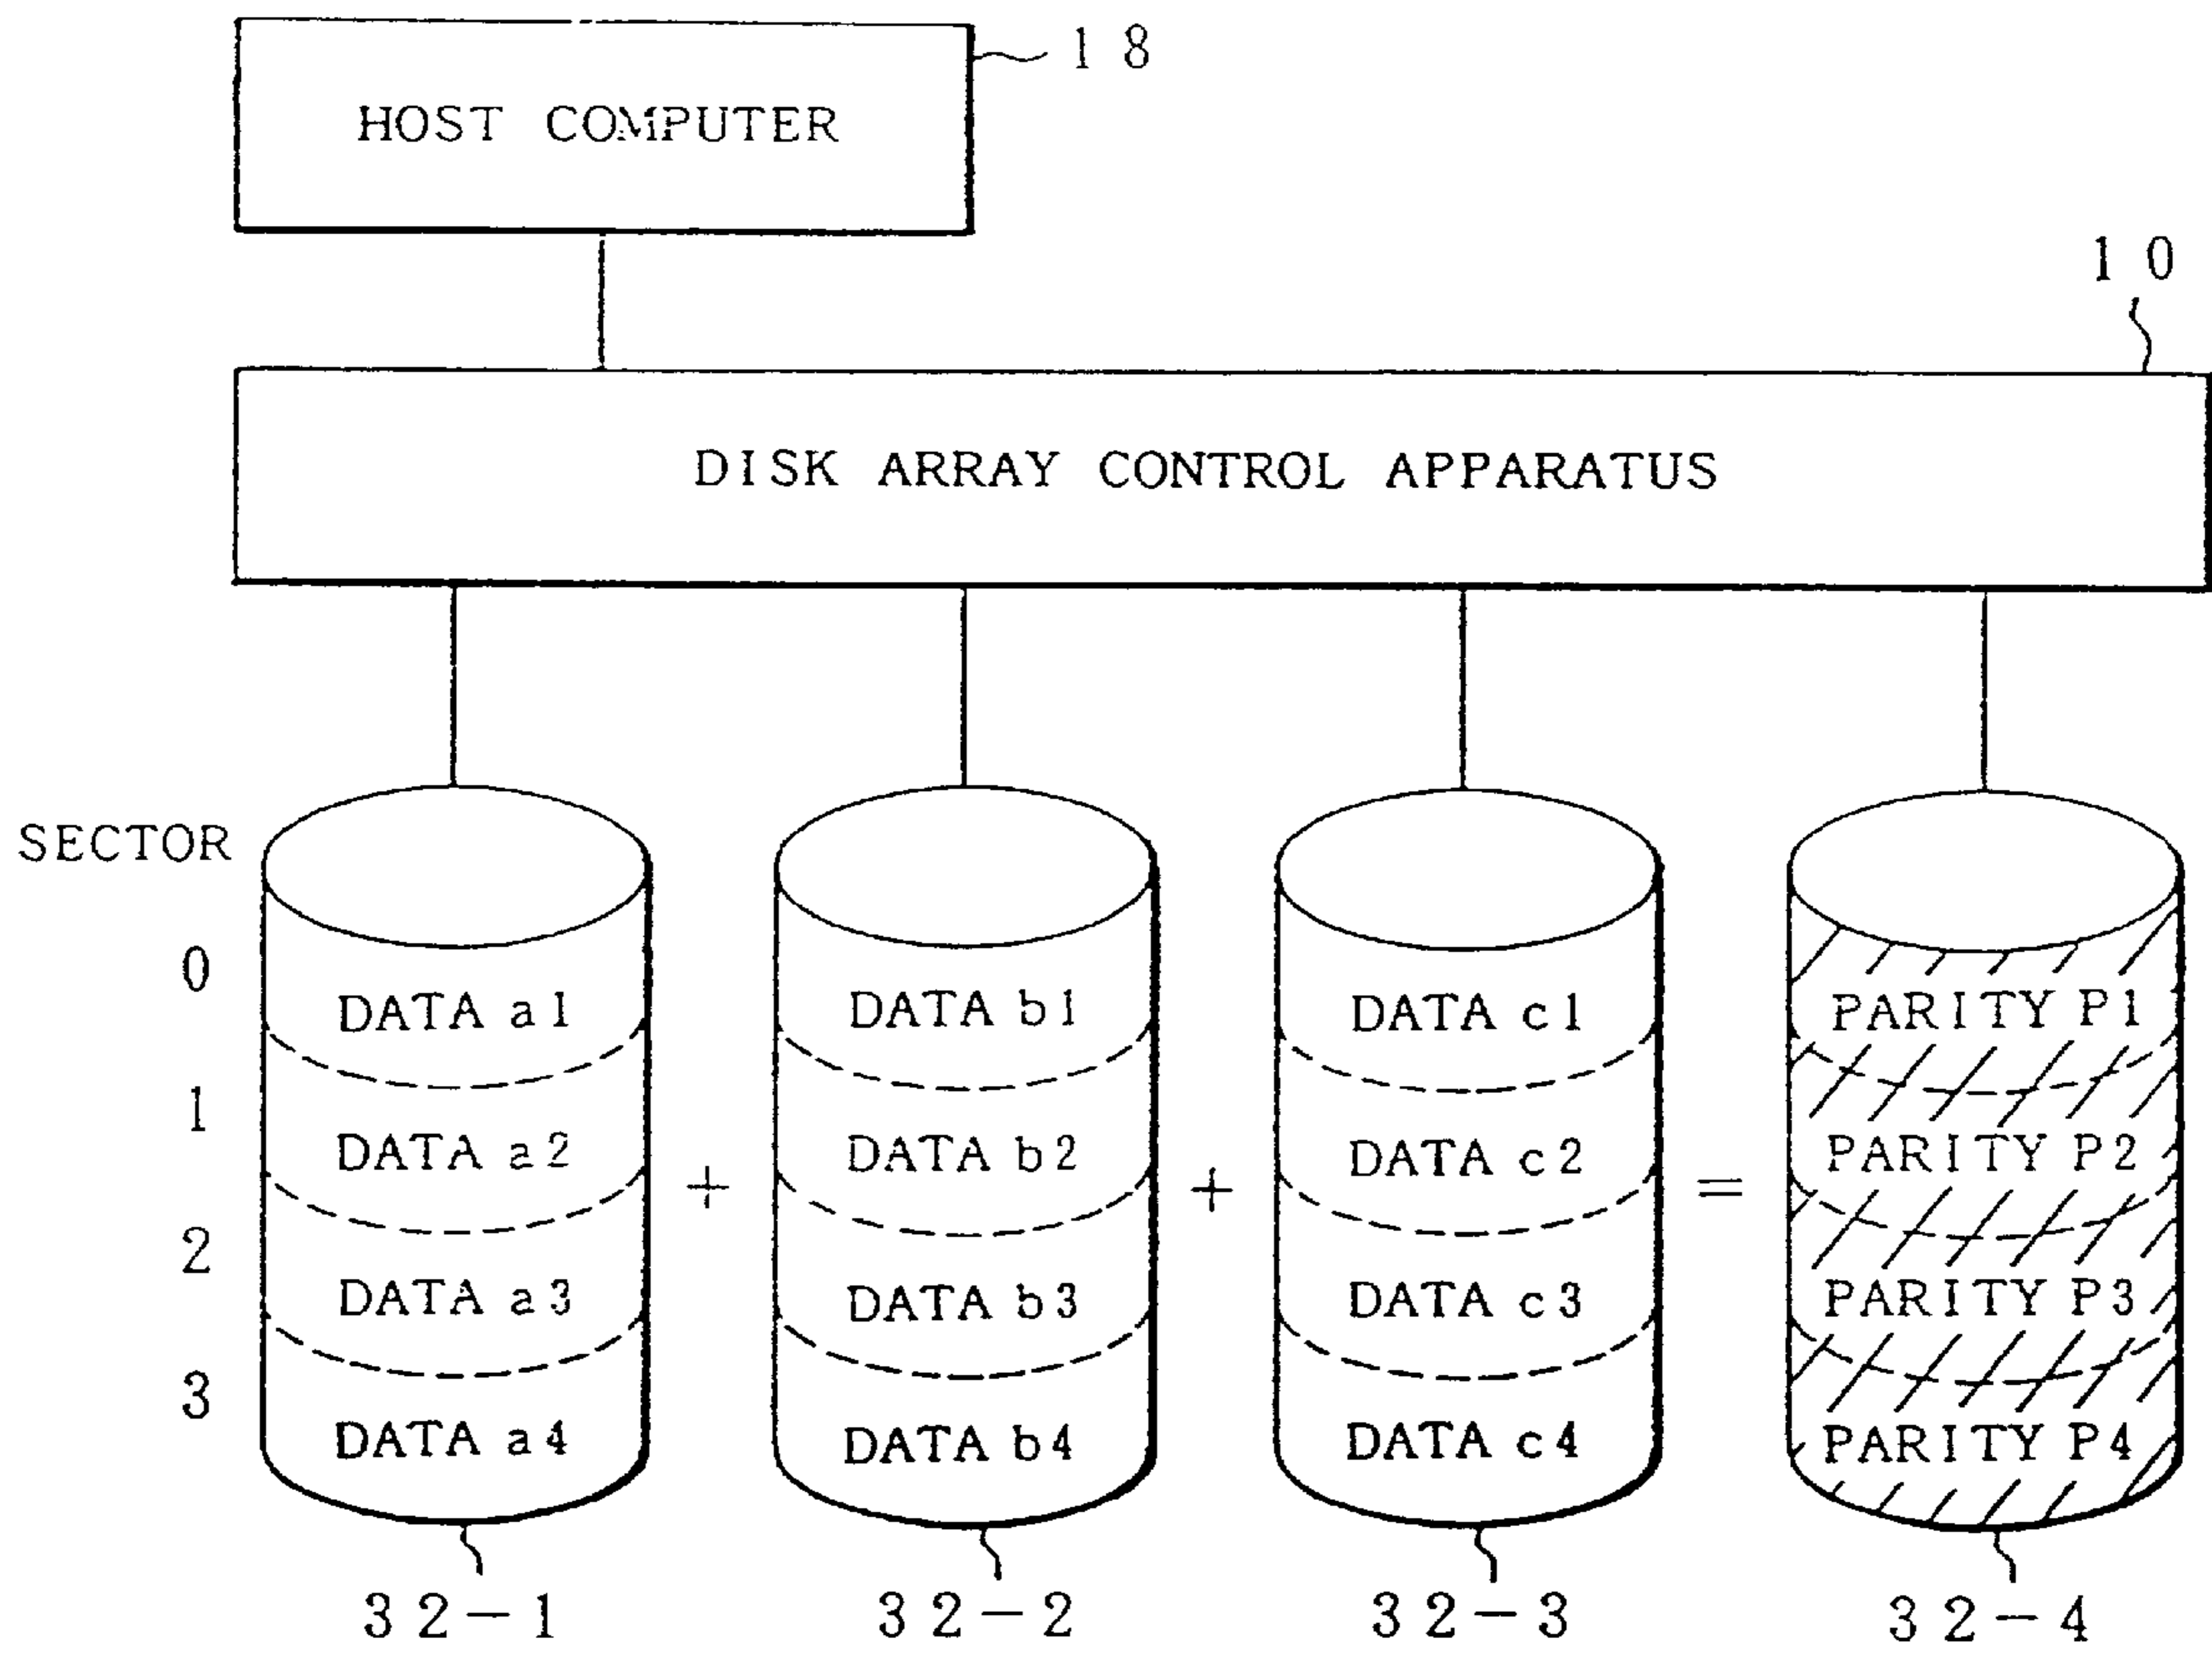 18
HOST COMPUTER
10
DISK ARRAY CONTROL APPARATUS
SECTOR
0
DATA a1 DATA b1 DATA c1 PARITY P1
1
DATA a2 + DATA b2 + DATA c2 = PARITY P2
2
DATA a3 DATA b3 DATA c3 PARITY P3
3
DATA a4 DATA b4 DATA c4 PARITY P4
32-1 32-2 32-3 32-4